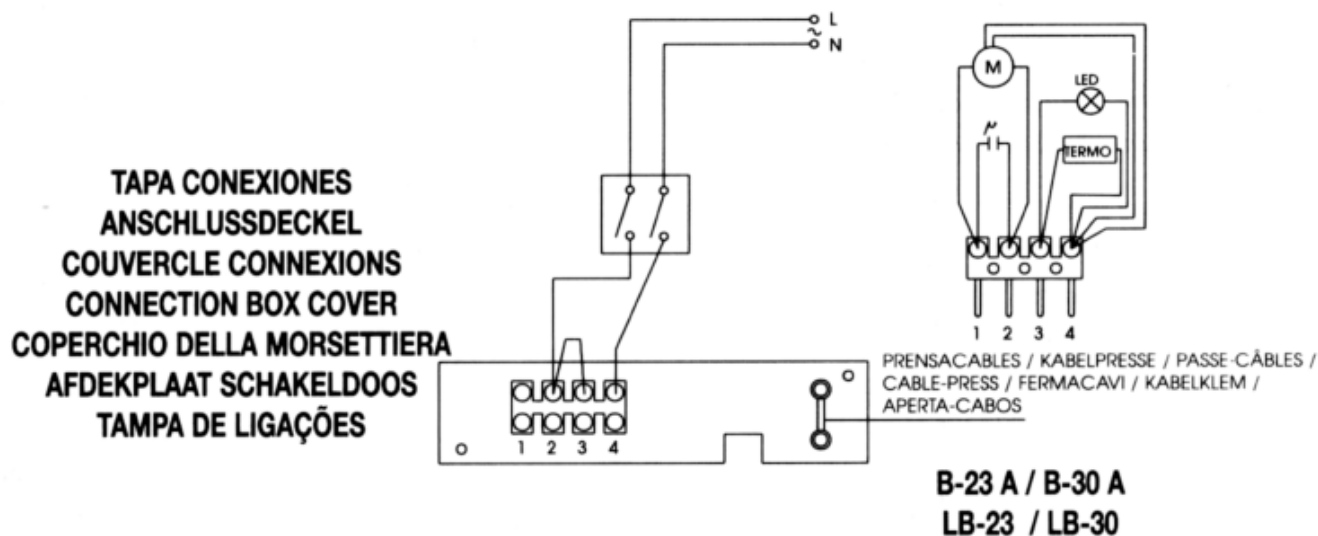 L
~
N
M
LED
μ
TERMO
TAPA CONEXIONES
ANSCHLUSSDECKEL
COUVERCLE CONNEXIONS
CONNECTION BOX COVER
COPERCHIO DELLA MORSETTIERA
AFDEKPLAAT SCHAKELDOOS
TAMPA DE LIGAÇÕES
1 2 3 4
1 2 3 4
PRENSACABLES / KABELPRESSE / PASSE-CÂBLES /
CABLE-PRESS / FERMACAVI / KABELKLEM /
APERTA-CABOS
B-23 A / B-30 A
LB-23 / LB-30